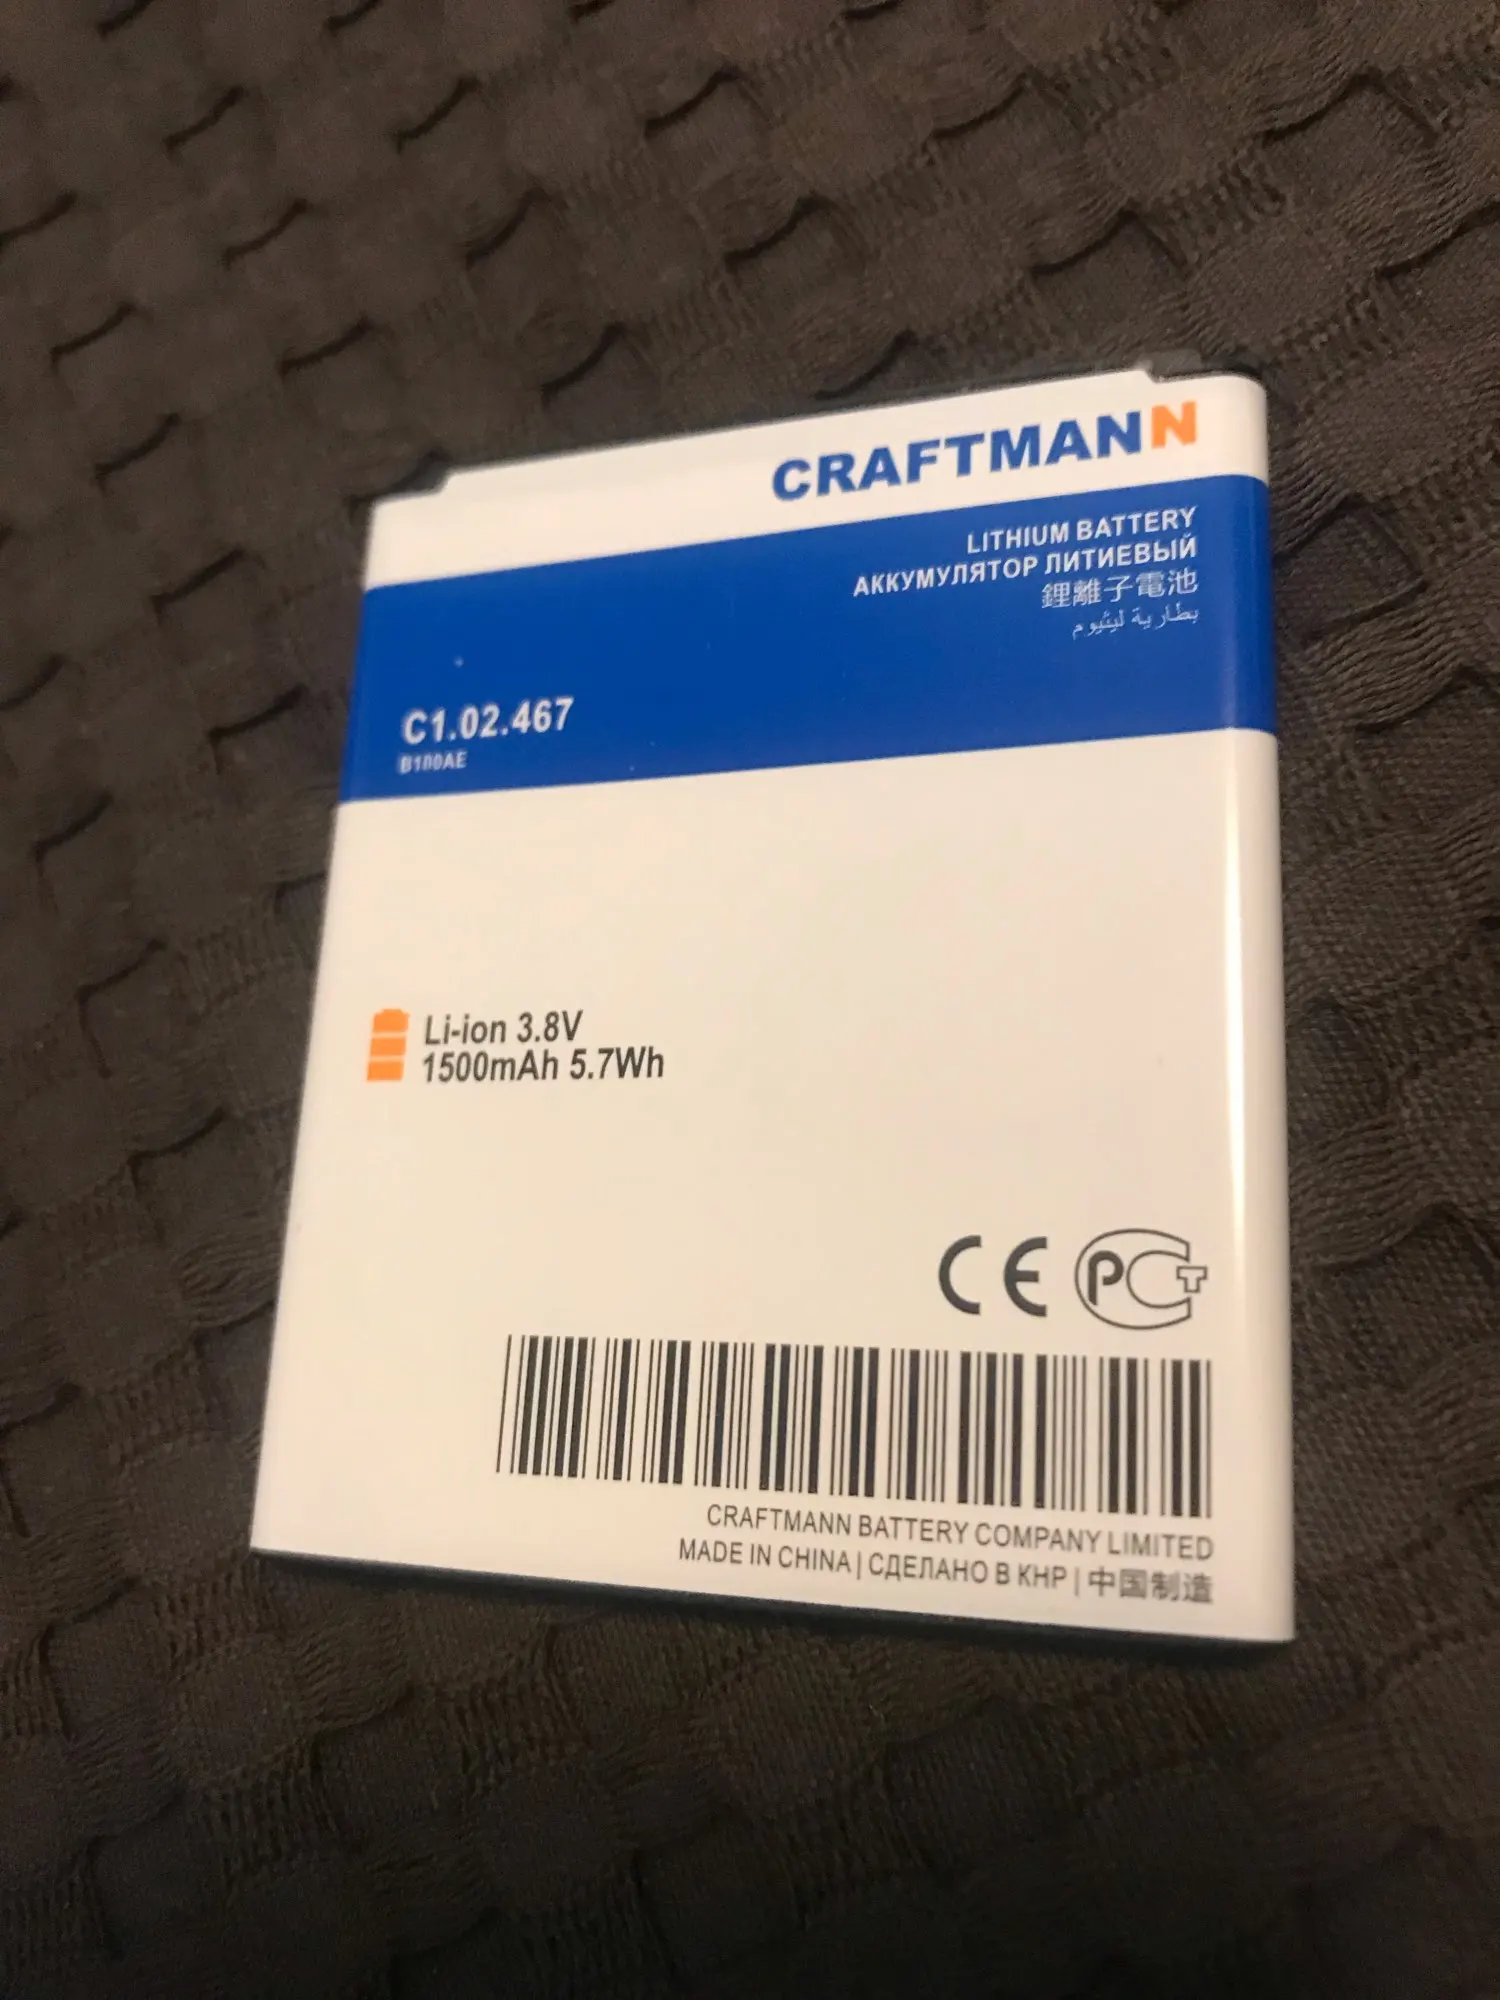 CRAFTMANN
LITHIUM BATTERY
АККУМУЛЯТОР ЛИТИЕВЫЙ
鋰離子電池
بطارية ليثيوم
C1.02.467
B100AE
Li-ion 3.8V
1500mAh 5.7Wh
CE PCT
CRAFTMANN BATTERY COMPANY LIMITED
MADE IN CHINA | СДЕЛАНО В КНР | 中国制造